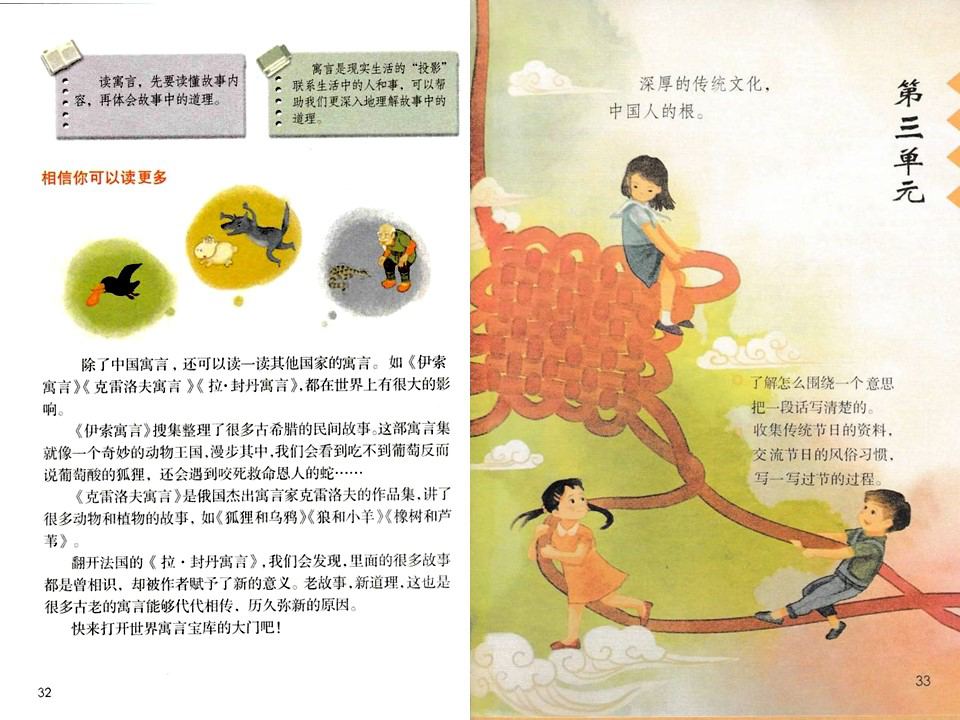 读寓言，先要读懂故事内
容，再体会故事中的道理。
寓言是现实生活的“投影”
联系生活中的人和事，可以帮
助我们更深入地理解故事中的
道理。
相信你可以读更多
除了中国寓言，还可以读一读其他国家的寓言。如《伊索
寓言》《克雷洛夫寓言》《拉·封丹寓言》，都在世界上有很大的影
响。
《伊索寓言》搜集整理了很多古希腊的民间故事。这部寓言集
就像一个奇妙的动物王国，漫步其中，我们会看到吃不到葡萄反而
说葡萄酸的狐狸，还会遇到咬死救命恩人的蛇……
《克雷洛夫寓言》是俄国杰出寓言家克雷洛夫的作品集，讲了
很多动物和植物的故事，如《狐狸和乌鸦》《狼和小羊》《橡树和芦
苇》。
翻开法国的《拉·封丹寓言》，我们会发现，里面的很多故事
都是曾相识，却被作者赋予了新的意义。老故事，新道理，这也是
很多古老的寓言能够代代相传，历久弥新的原因。
快来打开世界寓言宝库的大门吧！
32
第三单元
深厚的传统文化，
中国人的根。
了解怎么围绕一个意思
把一段话写清楚的。
收集传统节日的资料，
交流节日的风俗习惯，
写一写过节的过程。
33